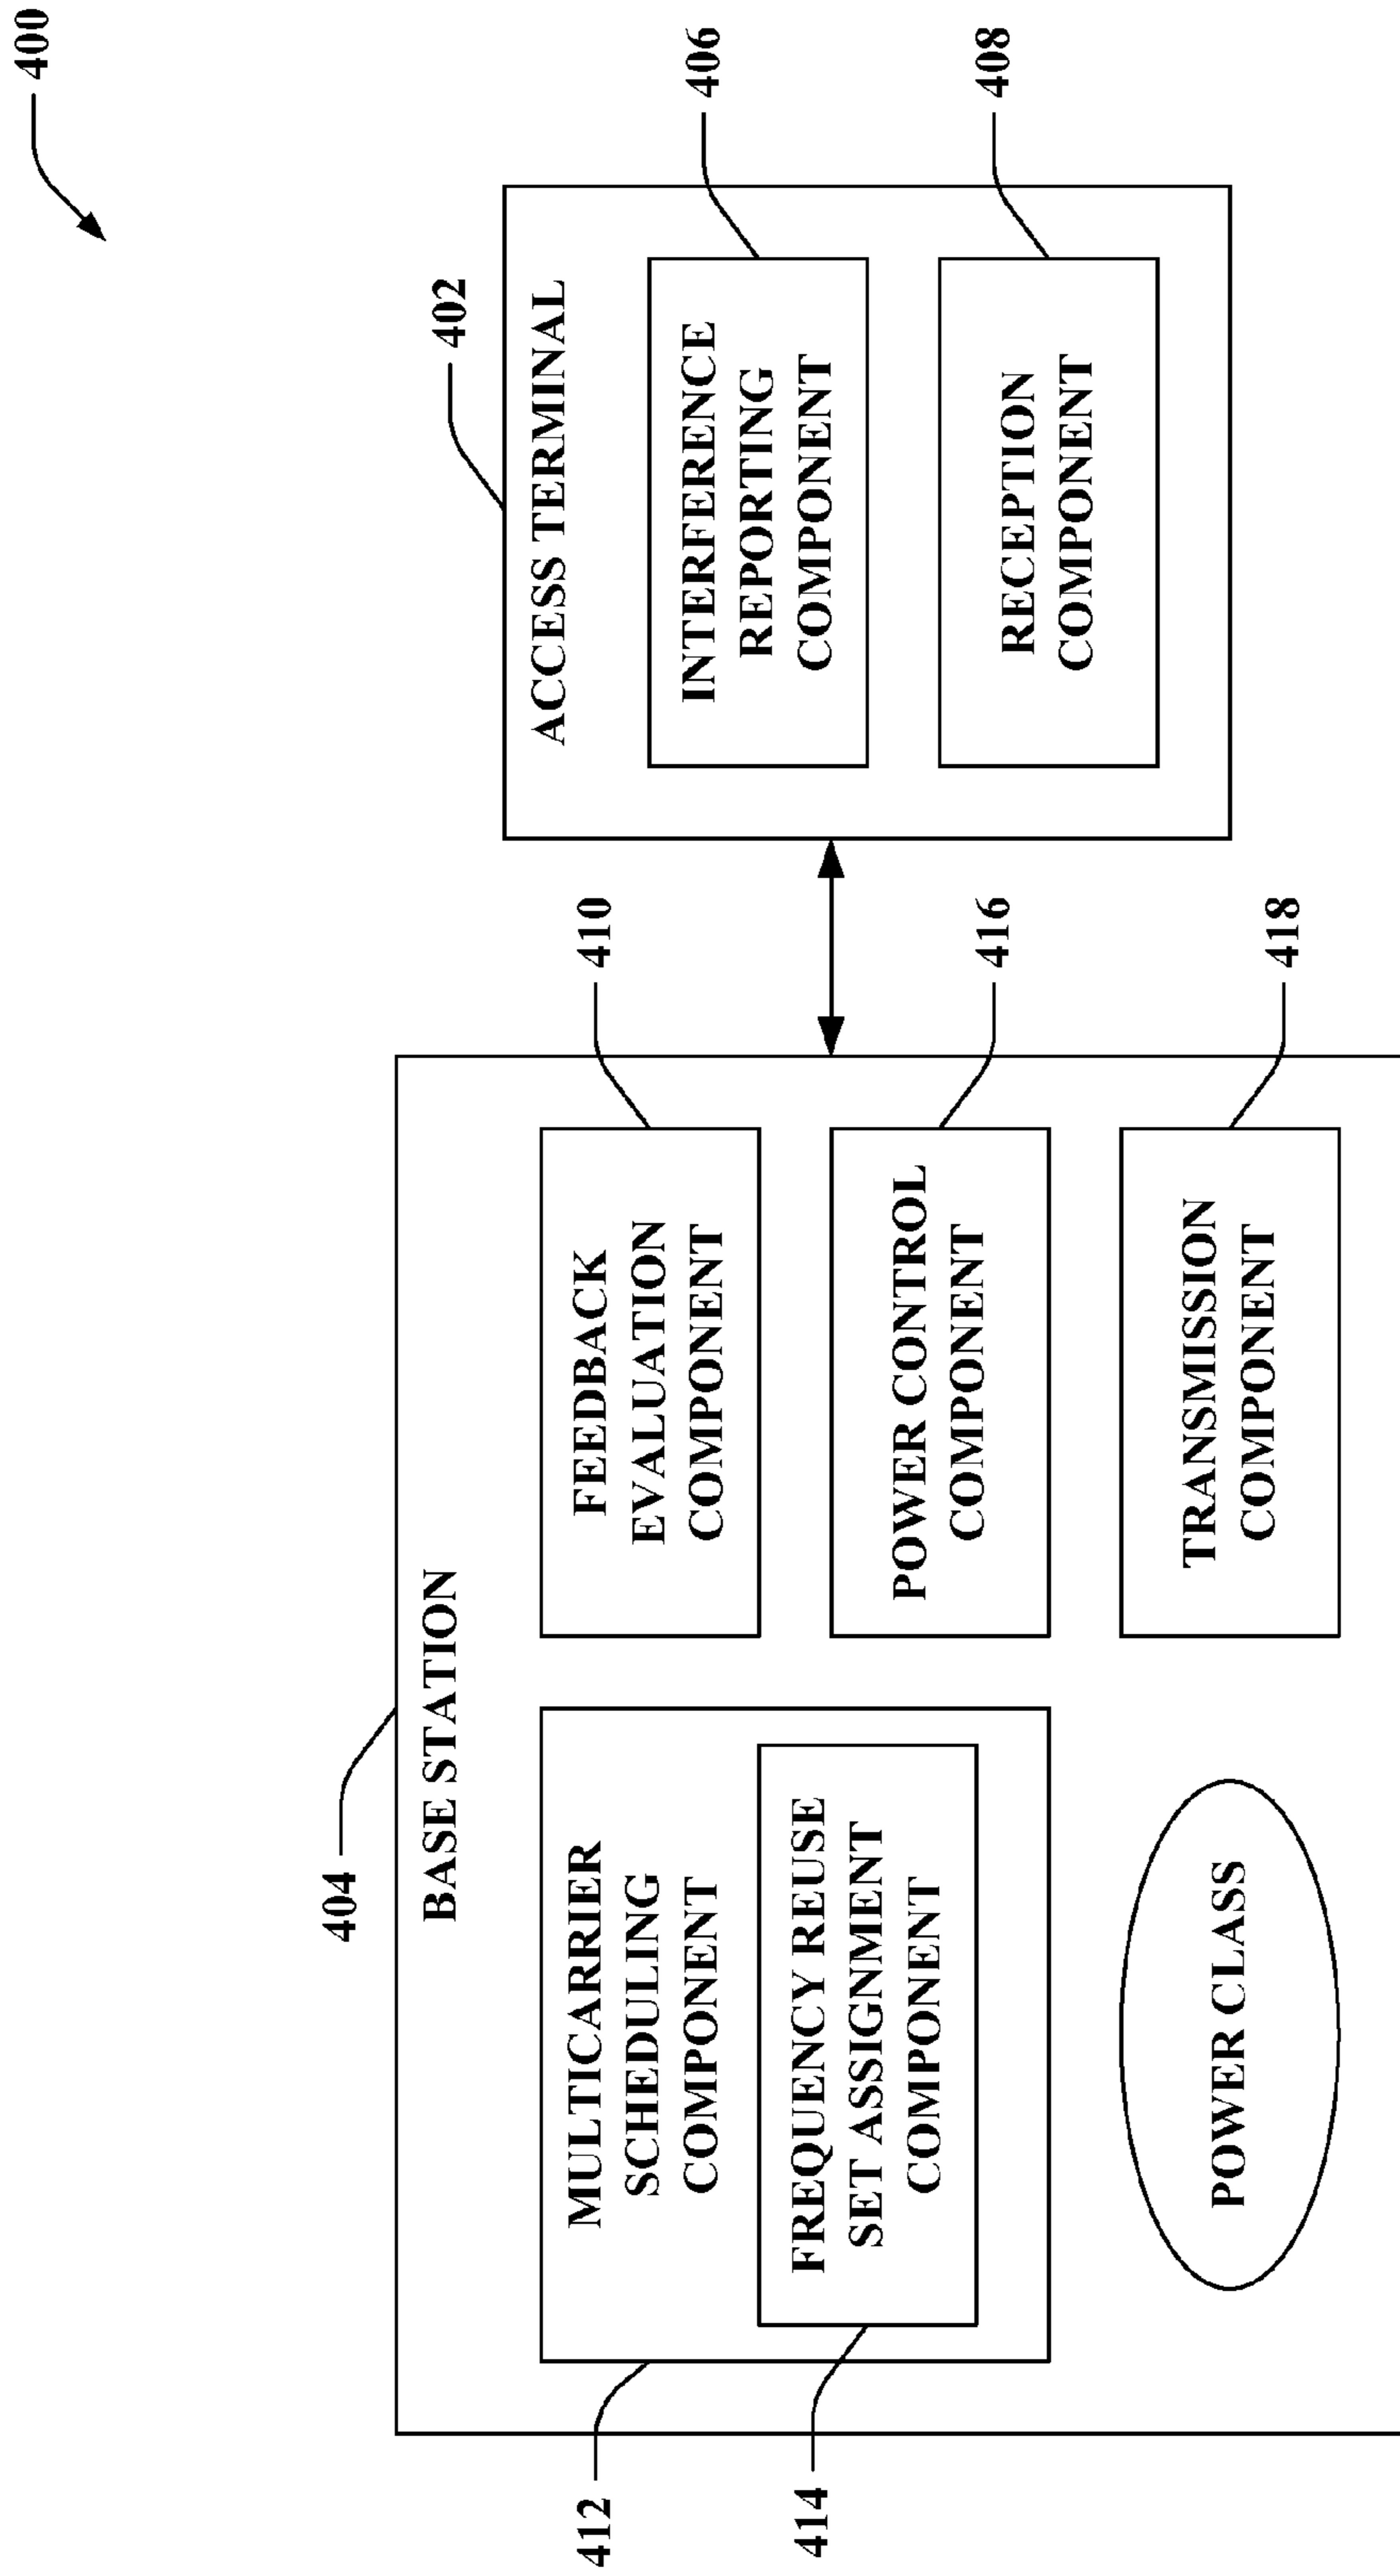 400
404
BASE STATION
412
MULTICARRIER
SCHEDULING
COMPONENT
414
FREQUENCY REUSE
SET ASSIGNMENT
COMPONENT
POWER CLASS
410
FEEDBACK
EVALUATION
COMPONENT
416
POWER CONTROL
COMPONENT
418
TRANSMISSION
COMPONENT
402
ACCESS TERMINAL
406
INTERFERENCE
REPORTING
COMPONENT
408
RECEPTION
COMPONENT